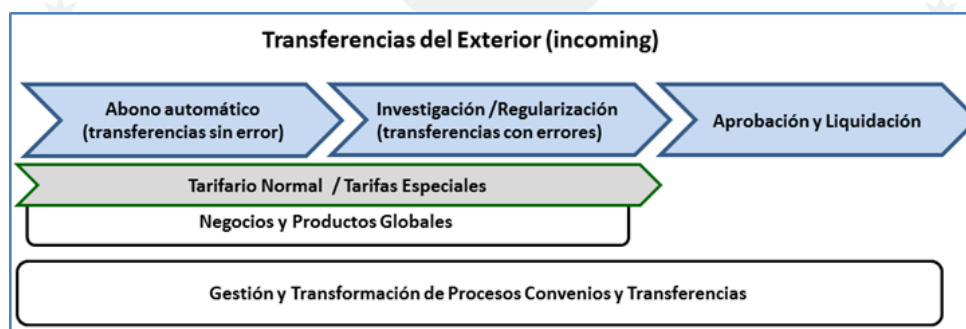 Transferencias del Exterior (incoming)
Abono automático
(transferencias sin error)
Investigación /Regularización
(transferencias con errores)
Aprobación y Liquidación
Tarifario Normal / Tarifas Especiales
Negocios y Productos Globales
Gestión y Transformación de Procesos Convenios y Transferencias